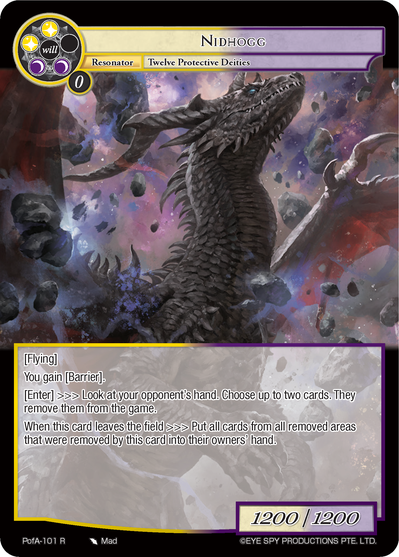 NIDHOGG
will
Resonator
Twelve Protective Deities
0
[Flying]
You gain [Barrier].
[Enter] >>> Look at your opponent's hand. Choose up to two cards. They
remove them from the game.
When this card leaves the field >>> Put all cards from all removed areas
that were removed by this card into their owners' hand.
1200 / 1200
PofA-101 R
Mad
©EYE SPY PRODUCTIONS PTE. LTD.